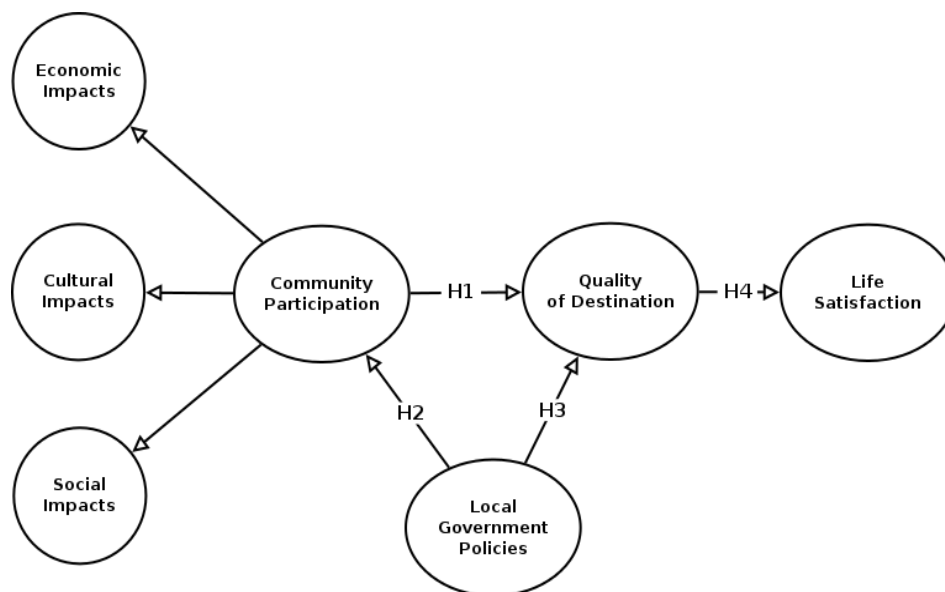 Economic
Impacts
Cultural
Impacts
Social
Impacts
Community
Participation
H1
Quality
of Destination
H4
Life
Satisfaction
H2
H3
Local
Government
Policies